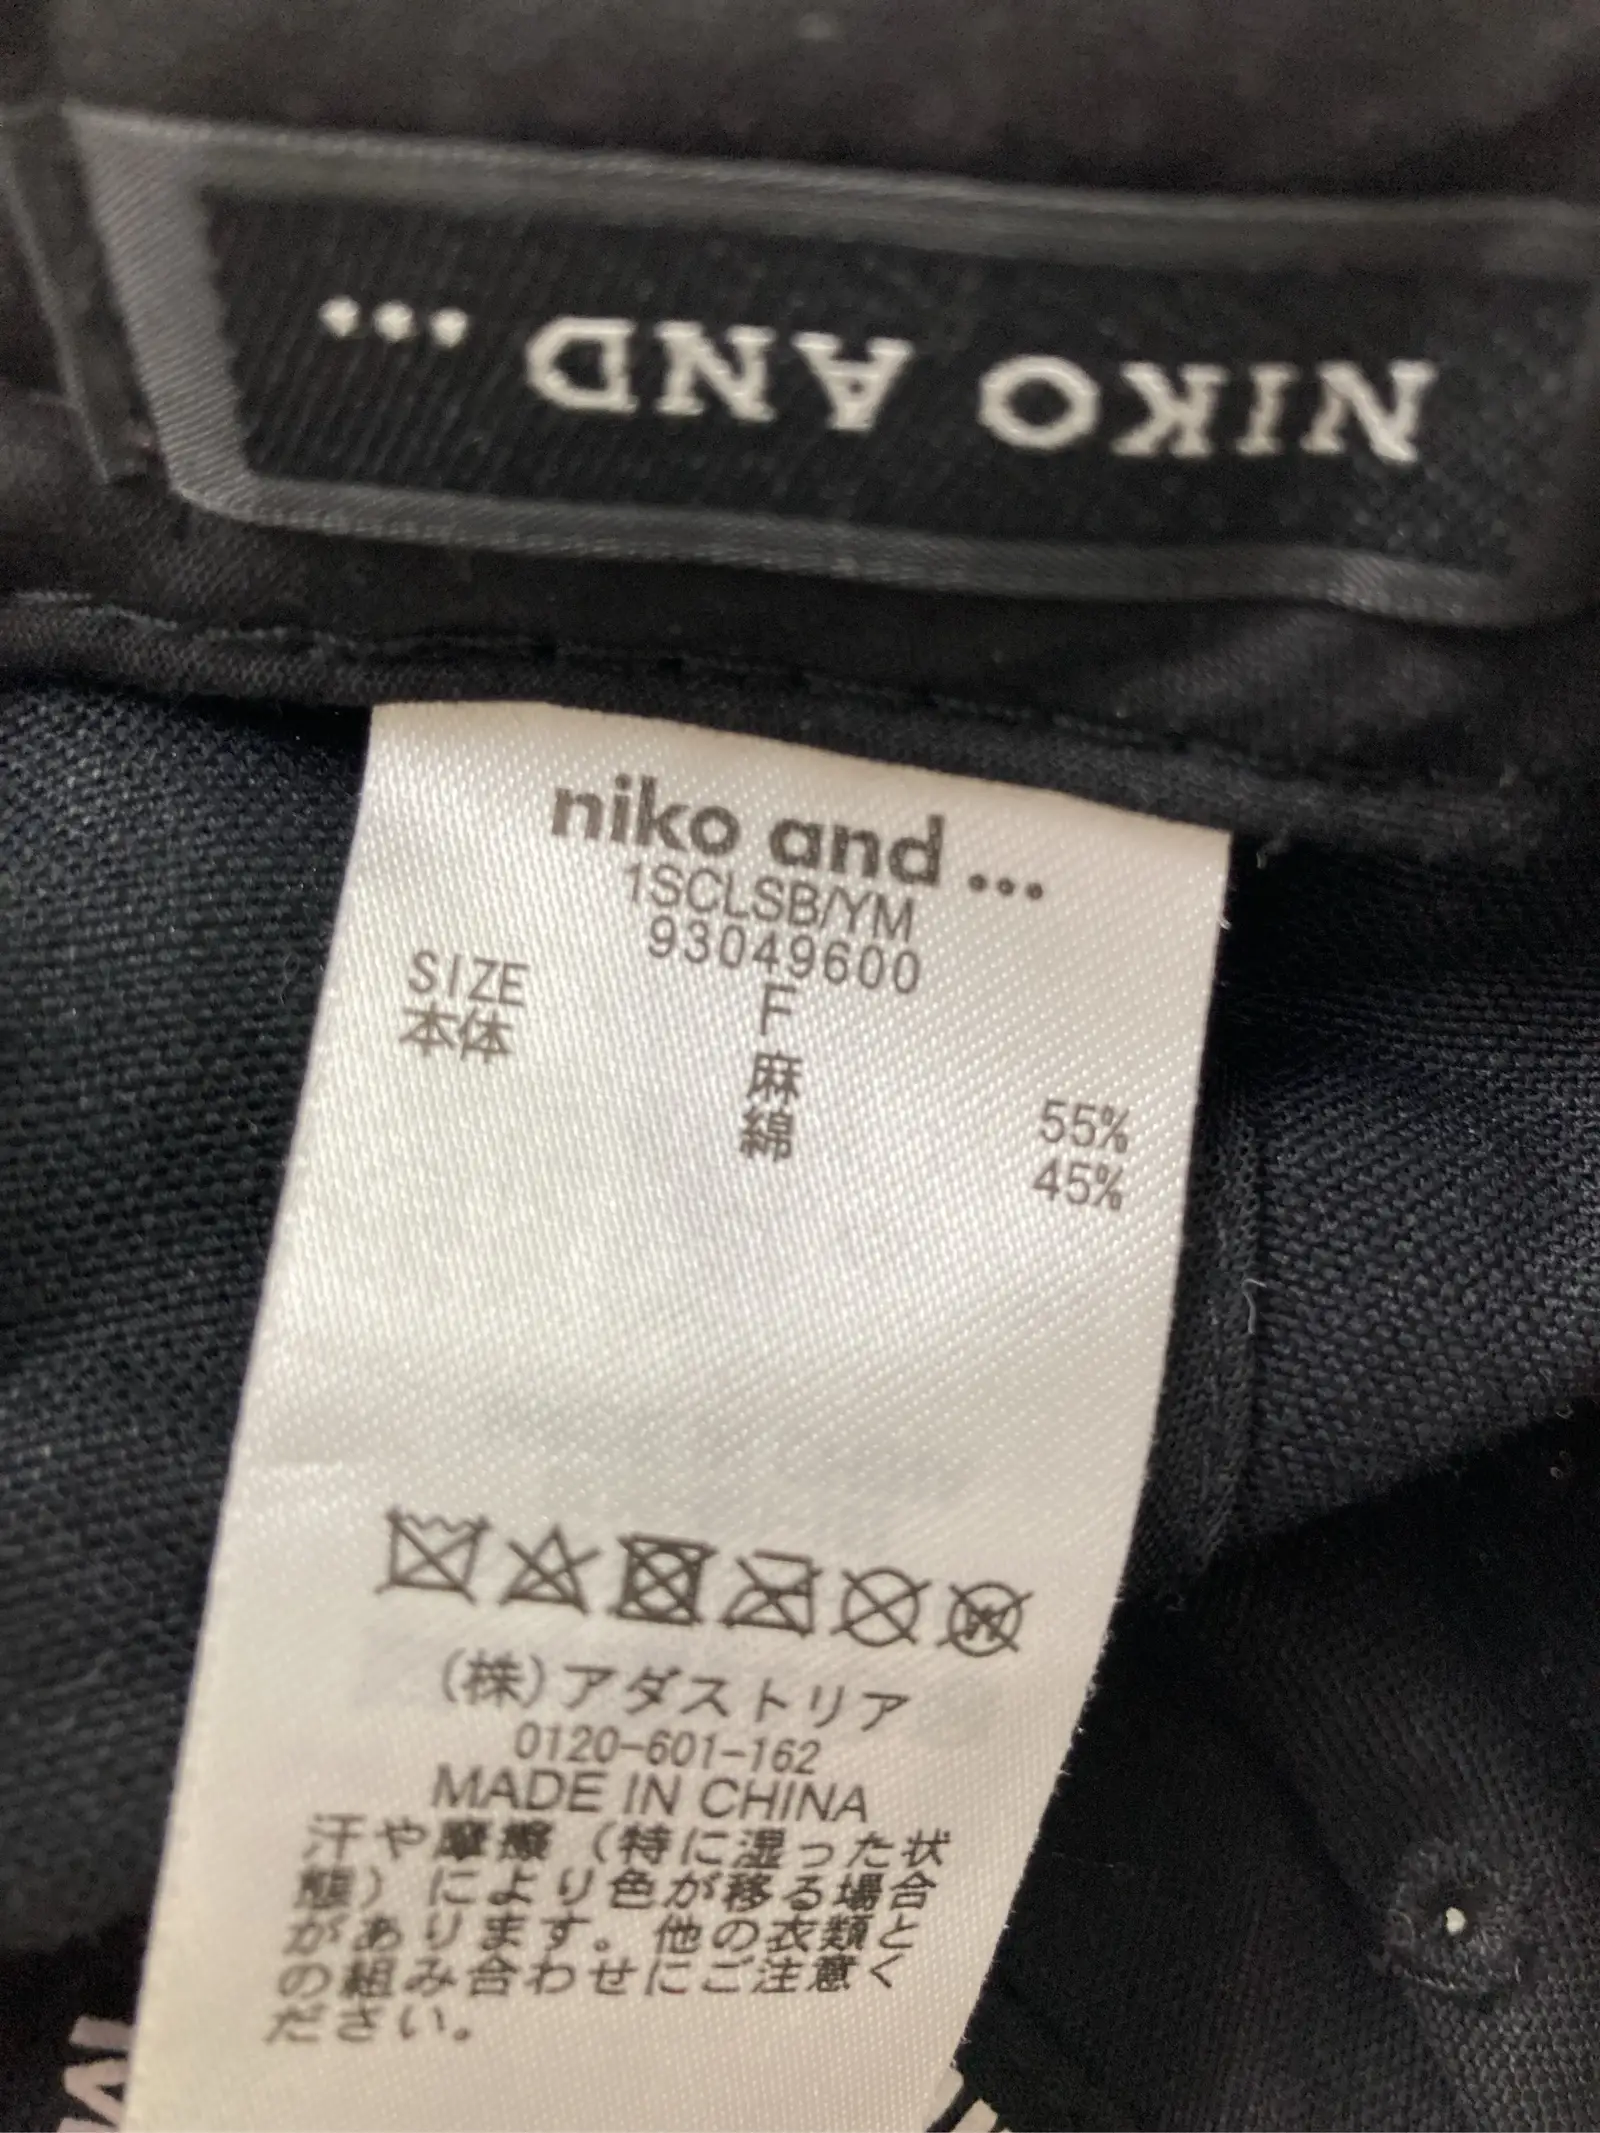 NIKO AND ...
niko and ...
1SCLSB/YM
93049600
SIZE F
本体 麻 55%
綿 45%
W
(株)アダストリア
0120-601-162
MADE IN CHINA
汗や摩擦(特に湿った状
態)により色が移る場合
があります。他の衣類と
の組み合わせにご注意く
ださい。